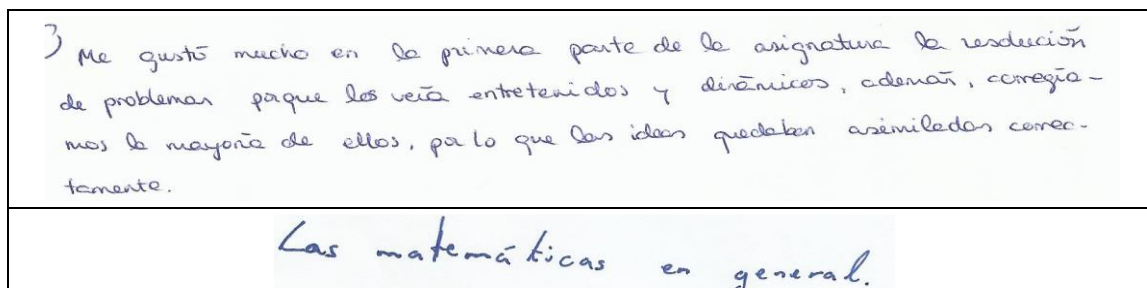 3) Me gustó mucho en la primera parte de la asignatura la resolución
de problemas porque los veía entretenidos y dinámicos, además, corregía-
mos la mayoría de ellos, por lo que las ideas quedaban asimiladas correc-
tamente.
Las matemáticas en general.